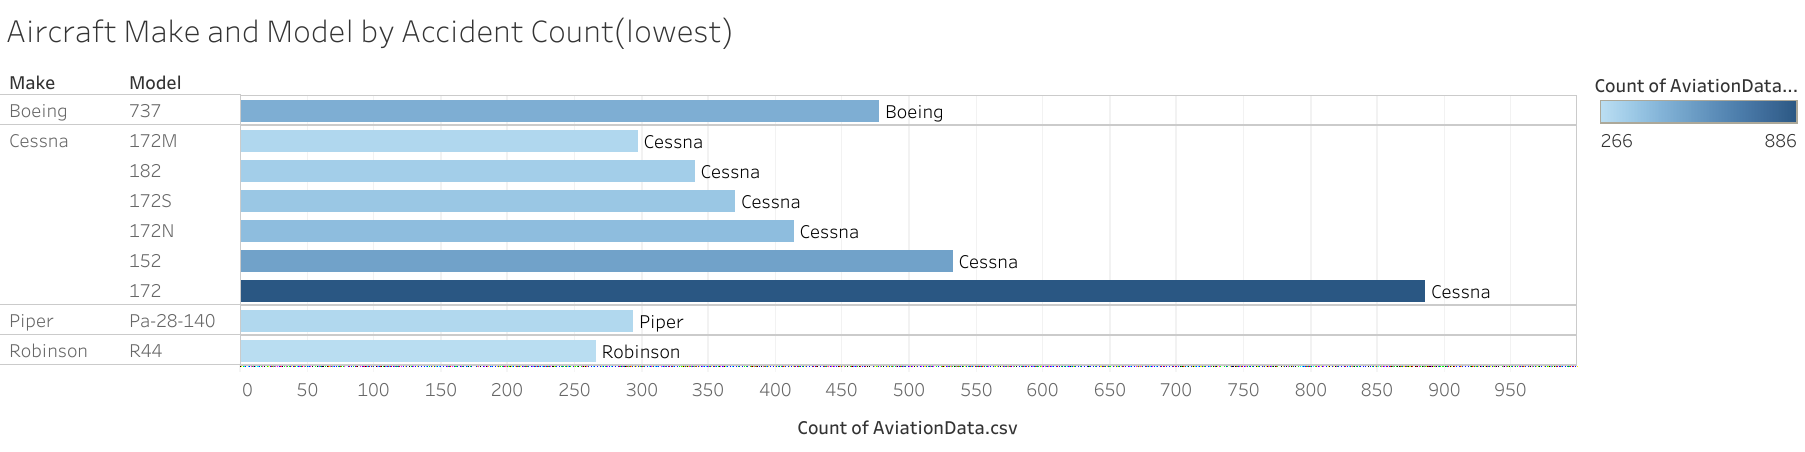 Aircraft Make and Model by Accident Count(lowest)
Make Model
Count of AviationData...
Boeing 737 Boeing
266 886
Cessna 172M Cessna
182 Cessna
172S Cessna
172N Cessna
152 Cessna
172 Cessna
Piper Pa-28-140 Piper
Robinson R44 Robinson
0 50 100 150 200 250 300 350 400 450 500 550 600 650 700 750 800 850 900 950
Count of AviationData.csv